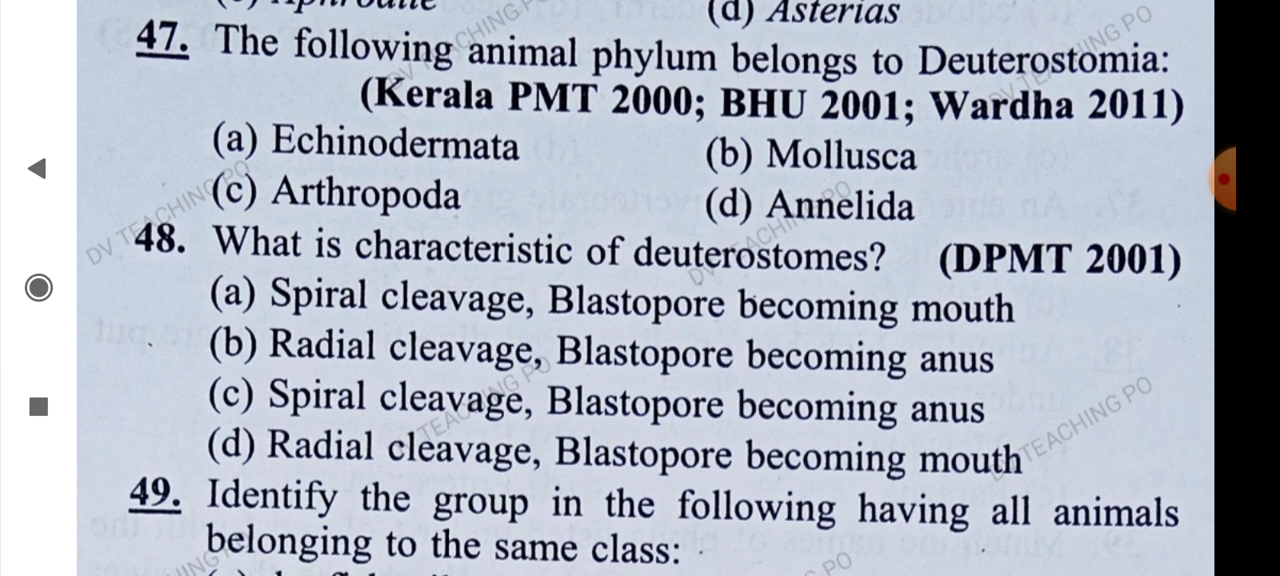 (d) Asterias
47. The following animal phylum belongs to Deuterostomia:
(Kerala PMT 2000; BHU 2001; Wardha 2011)
(a) Echinodermata (b) Mollusca
(c) Arthropoda (d) Annelida
48. What is characteristic of deuterostomes? (DPMT 2001)
(a) Spiral cleavage, Blastopore becoming mouth
(b) Radial cleavage, Blastopore becoming anus
(c) Spiral cleavage, Blastopore becoming anus
(d) Radial cleavage, Blastopore becoming mouth
49. Identify the group in the following having all animals
belonging to the same class:
DV TEACHING PO